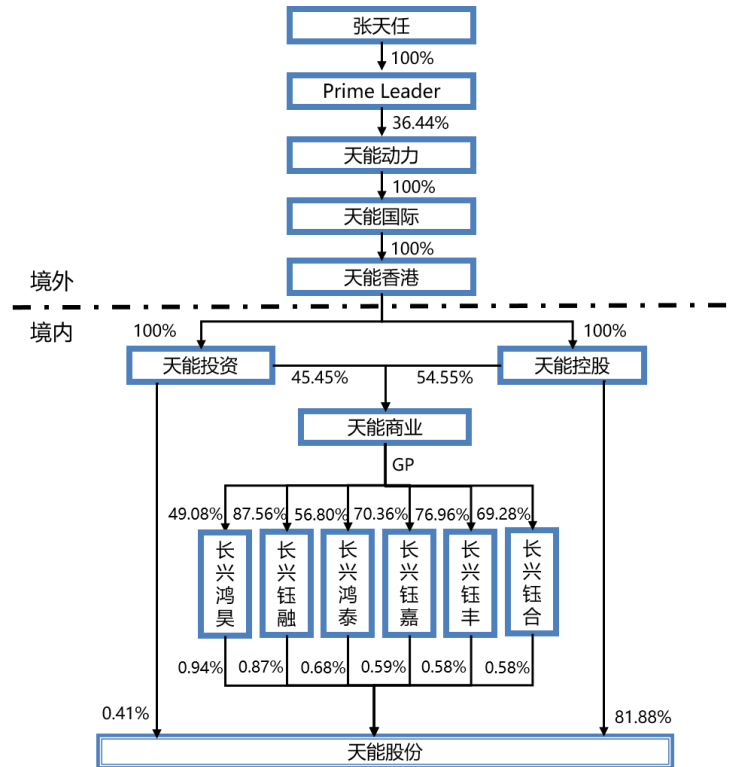 张天任
100%
Prime Leader
36.44%
天能动力
100%
天能国际
100%
天能香港
境外
境内
100%
100%
天能投资
天能控股
45.45%
54.55%
天能商业
GP
49.08%
87.56%
56.80%
70.36%
76.96%
69.28%
长兴鸿昊
长兴钰融
长兴鸿泰
长兴钰嘉
长兴钰丰
长兴钰合
0.94%
0.87%
0.68%
0.59%
0.58%
0.58%
0.41%
81.88%
天能股份